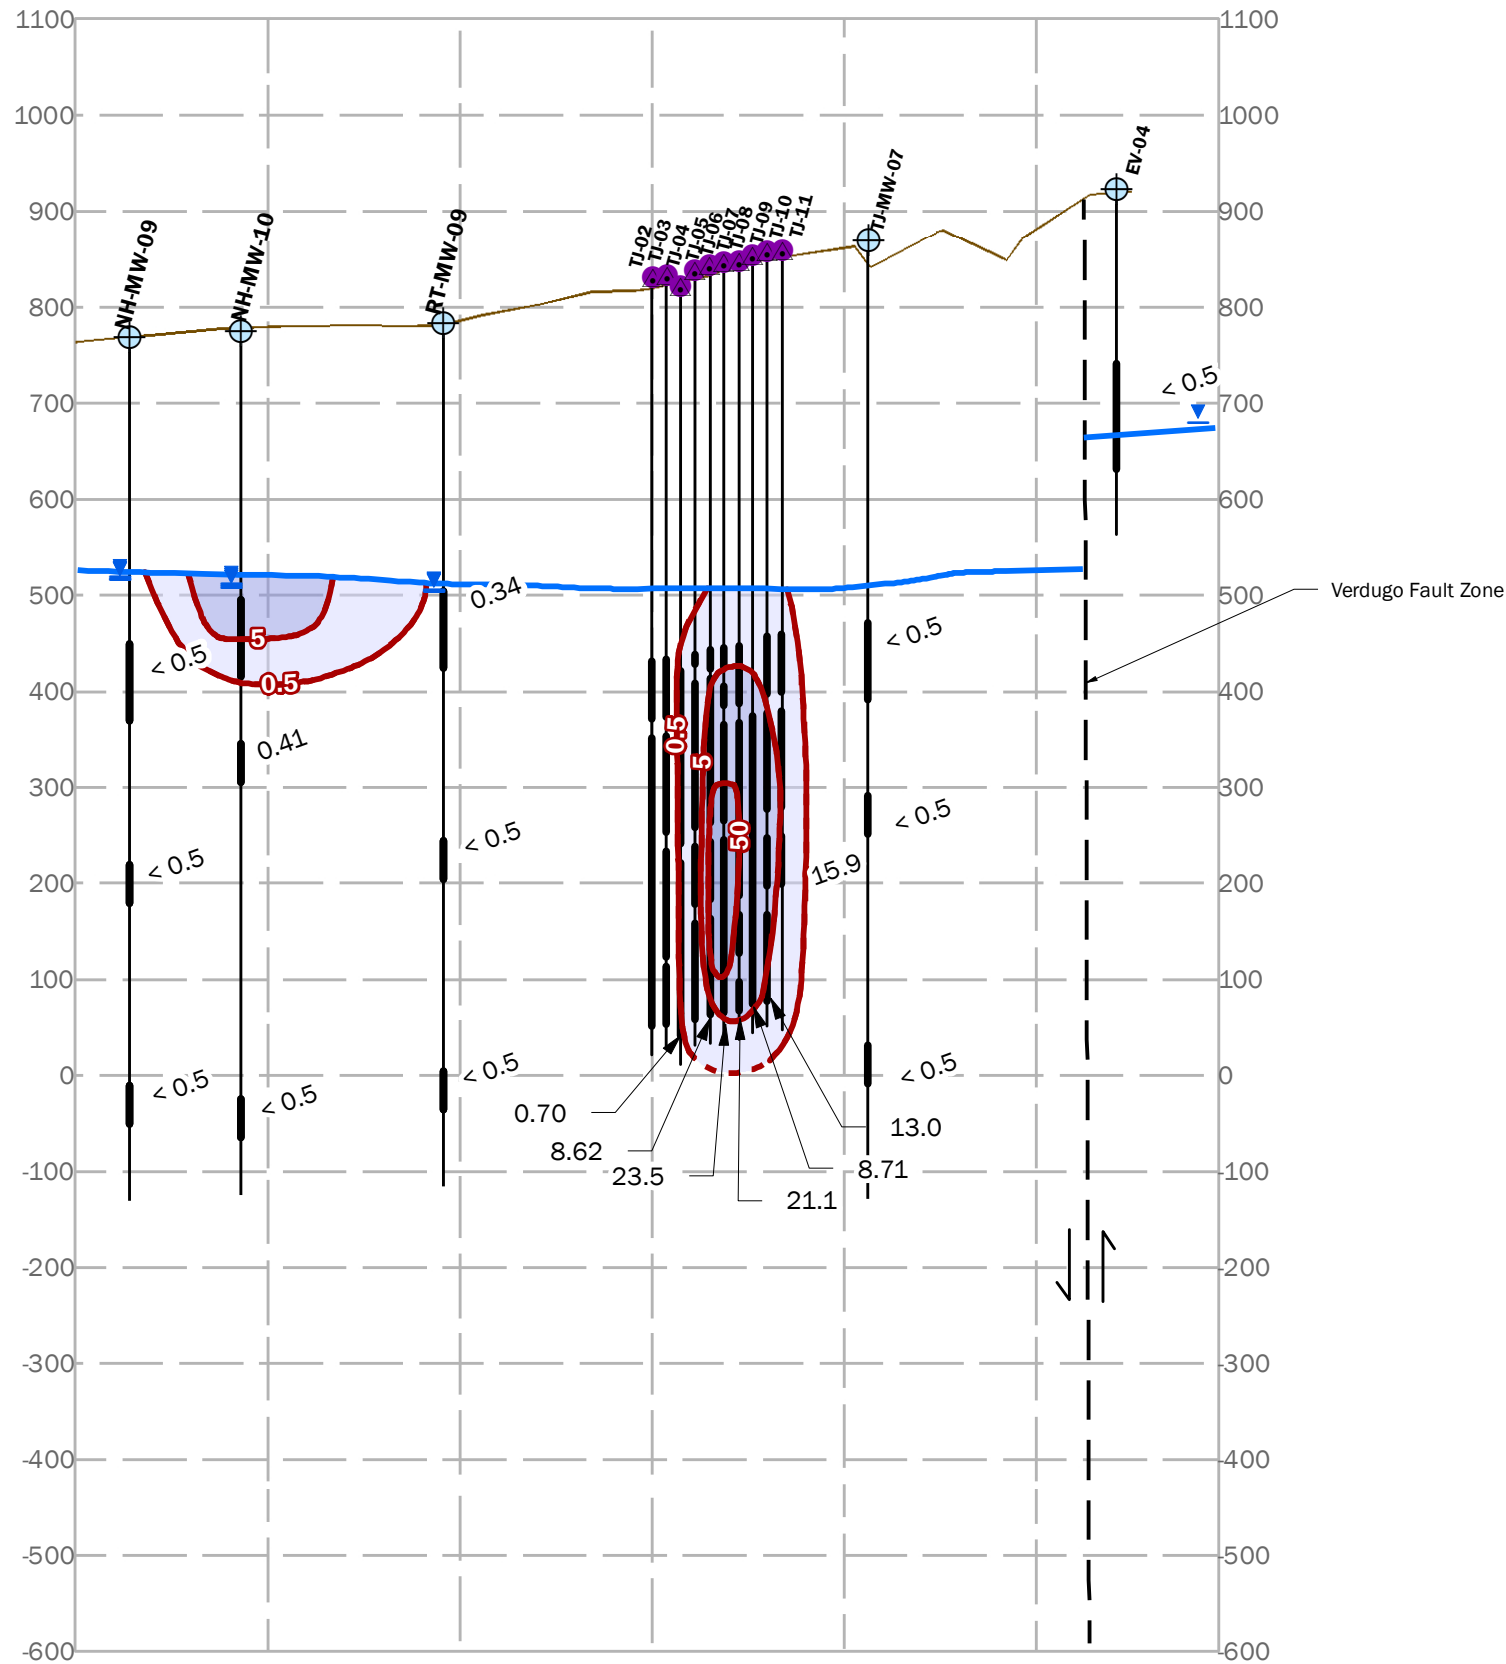 1100 1100
1000 1000
EV-04
TJ-MW-07
900 900
TJ-02
TJ-03
TJ-04
TJ-05
TJ-06
TJ-07
TJ-08
TJ-09
TJ-10
TJ-11
NH-MW-09
NH-MW-10
RT-MW-09
800 800
< 0.5
700 700
600 600
0.34
Verdugo Fault Zone
500 500
5
< 0.5
< 0.5
0.5
400 400
0.41
0.5
5
300 300
< 0.5
< 0.5
50
< 0.5
15.9
200 200
100 100
< 0.5
< 0.5
< 0.5
0 0
< 0.5
0.70
13.0
8.62
-100 -100
23.5
8.71
21.1
-200 -200
-300 -300
-400 -400
-500 -500
-600 -600